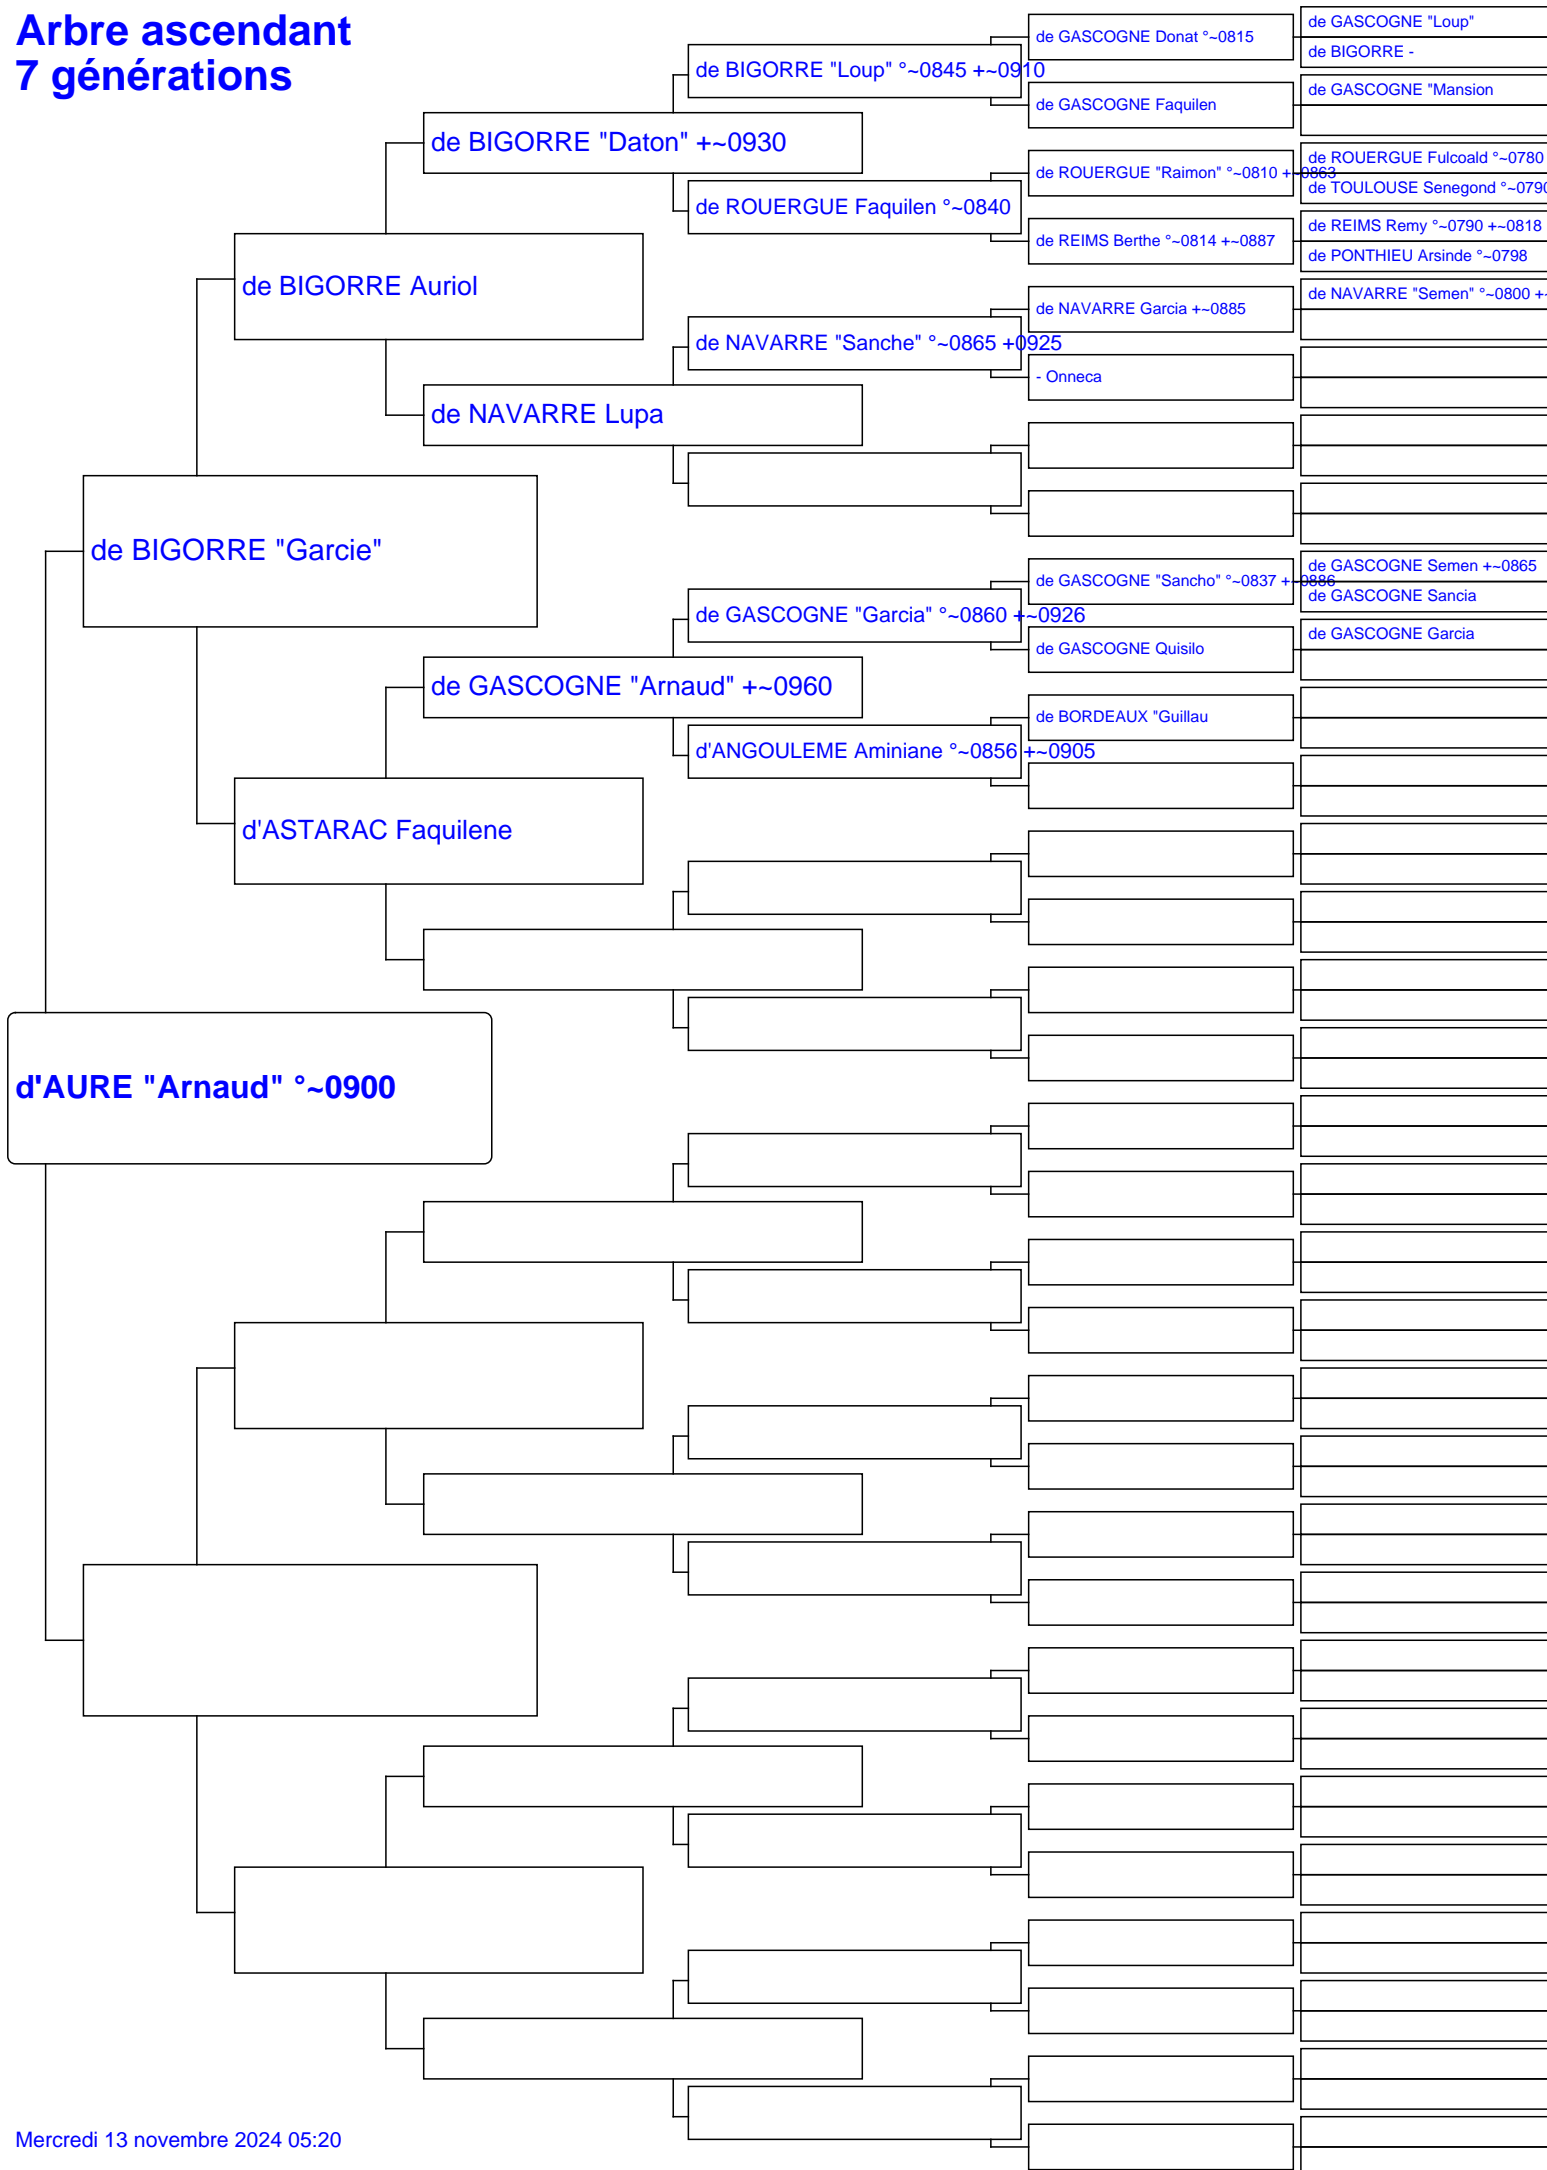 Arbre ascendant
7 générations
d'AURE "Arnaud" °~0900
de BIGORRE "Garcie"
de BIGORRE Auriol
d'ASTARAC Faquilene
de BIGORRE "Daton" +~0930
de NAVARRE Lupa
de GASCOGNE "Arnaud" +~0960
de BIGORRE "Loup" °~0845 +~0910
de ROUERGUE Faquilen °~0840
de NAVARRE "Sanche" °~0865 +0925
de GASCOGNE "Garcia" °~0860 +~0926
d'ANGOULEME Aminiane °~0856 +~0905
de GASCOGNE Donat °~0815
de GASCOGNE Faquilen
de ROUERGUE "Raimon" °~0810 +~0863
de REIMS Berthe °~0814 +~0887
de NAVARRE Garcia +~0885
- Onneca
de GASCOGNE "Sancho" °~0837 +~0886
de GASCOGNE Quisilo
de BORDEAUX "Guillau
de GASCOGNE "Loup"
de BIGORRE -
de GASCOGNE "Mansion
de ROUERGUE Fulcoald °~0780
de TOULOUSE Senegond °~0790
de REIMS Remy °~0790 +~0818
de PONTHIEU Arsinde °~0798
de NAVARRE "Semen" °~0800 +~
de GASCOGNE Semen +~0865
de GASCOGNE Sancia
de GASCOGNE Garcia
Mercredi 13 novembre 2024 05:20